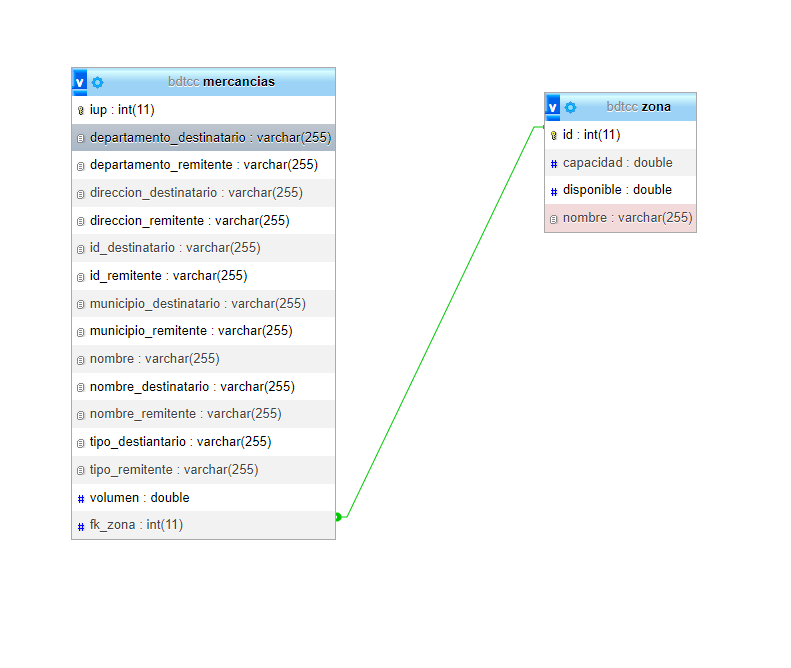 v bdtcc mercancias
iup : int(11)
departamento_destinatario : varchar(255)
departamento_remitente : varchar(255)
direccion_destinatario : varchar(255)
direccion_remitente : varchar(255)
id_destinatario : varchar(255)
id_remitente : varchar(255)
municipio_destinatario : varchar(255)
municipio_remitente : varchar(255)
nombre : varchar(255)
nombre_destinatario : varchar(255)
nombre_remitente : varchar(255)
tipo_destiantario : varchar(255)
tipo_remitente : varchar(255)
# volumen : double
# fk_zona : int(11)
v bdtcc zona
id : int(11)
# capacidad : double
# disponible : double
nombre : varchar(255)